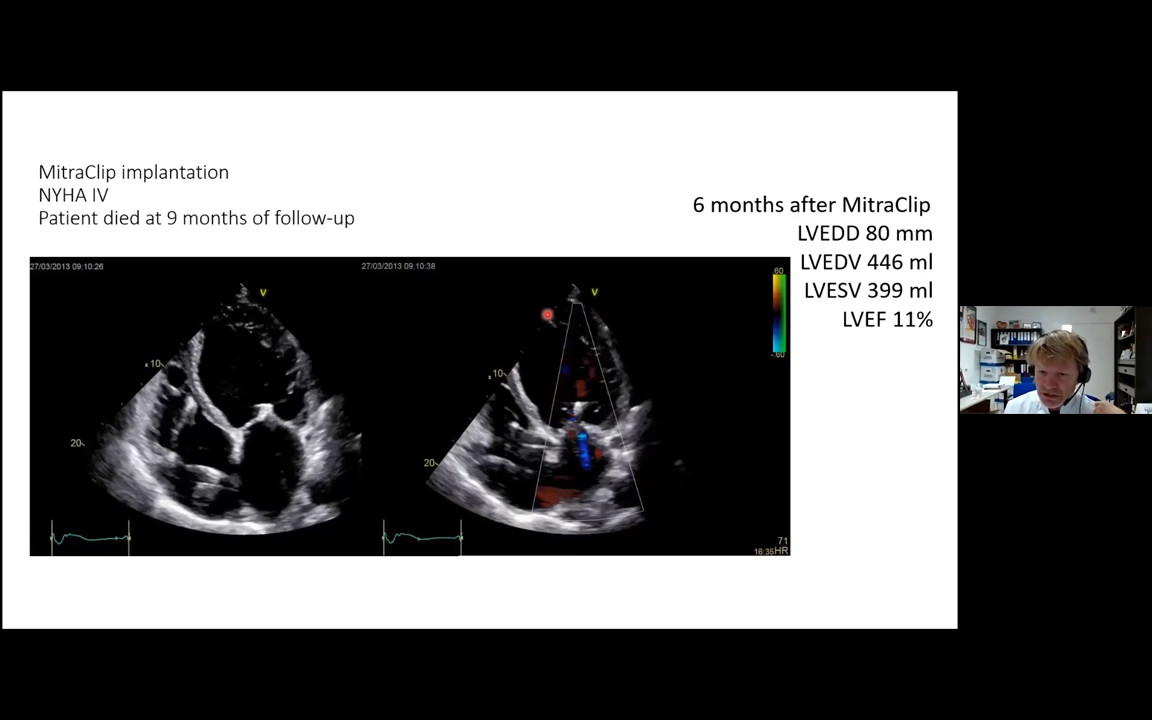 MitraClip implantation
NYHA IV
Patient died at 9 months of follow-up
6 months after MitraClip
LVEDD 80 mm
LVEDV 446 ml
LVESV 399 ml
LVEF 11%
27/03/2013 09:10:26
27/03/2013 09:10:38
V
V
.60
-.60
10
10
20
20
71
16:35HR